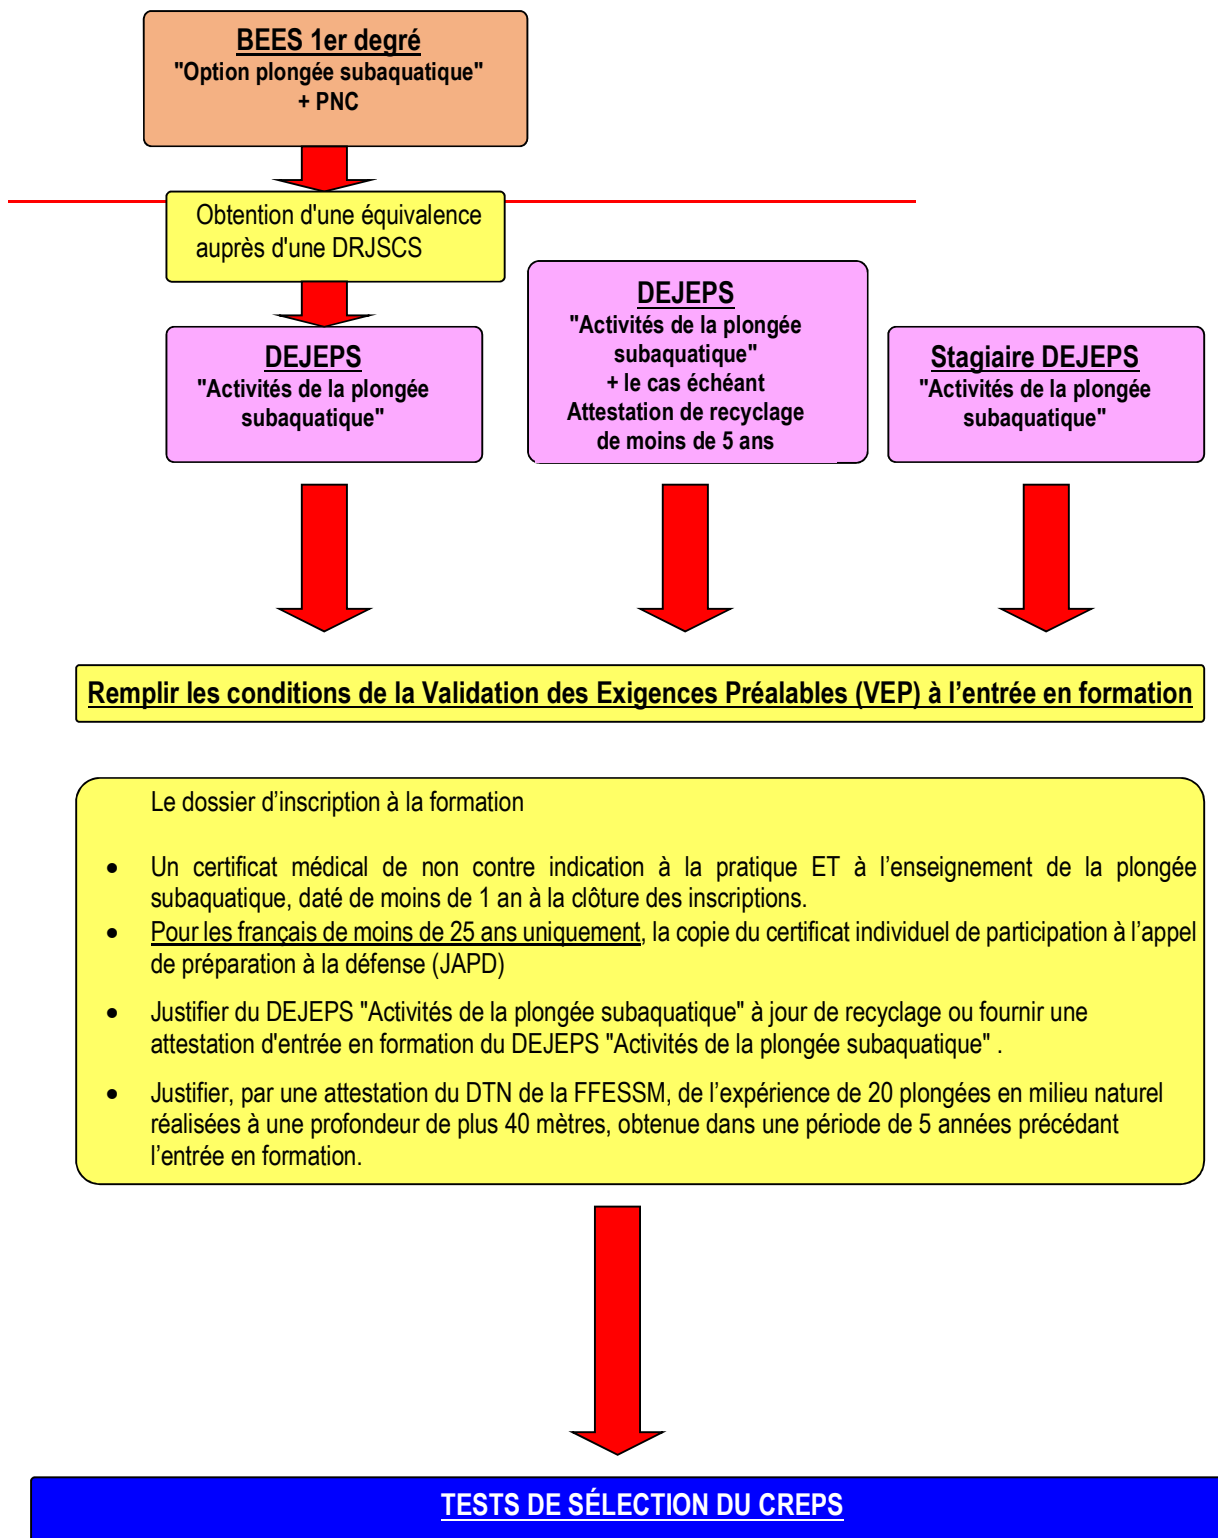 BEES 1er degré
"Option plongée subaquatique"
+ PNC
Obtention d'une équivalence
auprès d'une DRJSCS
DEJEPS
"Activités de la plongée
subaquatique"
DEJEPS
"Activités de la plongée
subaquatique"
+ le cas échéant
Attestation de recyclage
de moins de 5 ans
Stagiaire DEJEPS
"Activités de la plongée
subaquatique"
Remplir les conditions de la Validation des Exigences Préalables (VEP) à l’entrée en formation
Le dossier d’inscription à la formation
● Un certificat médical de non contre indication à la pratique ET à l’enseignement de la plongée
subaquatique, daté de moins de 1 an à la clôture des inscriptions.
● Pour les français de moins de 25 ans uniquement, la copie du certificat individuel de participation à l’appel
de préparation à la défense (JAPD)
● Justifier du DEJEPS "Activités de la plongée subaquatique" à jour de recyclage ou fournir une
attestation d'entrée en formation du DEJEPS "Activités de la plongée subaquatique" .
● Justifier, par une attestation du DTN de la FFESSM, de l’expérience de 20 plongées en milieu naturel
réalisées à une profondeur de plus 40 mètres, obtenue dans une période de 5 années précédant
l’entrée en formation.
TESTS DE SÉLECTION DU CREPS